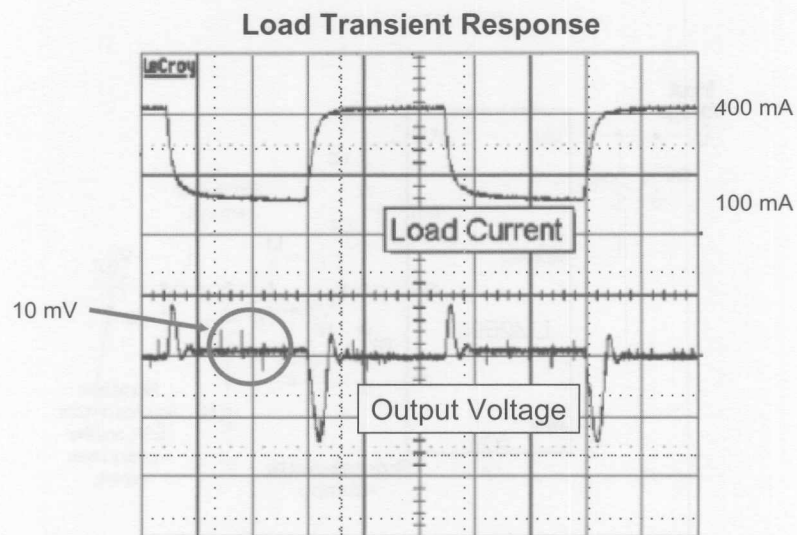 Load Transient Response
LeCroy
400 mA
100 mA
Load Current
10 mV
Output Voltage